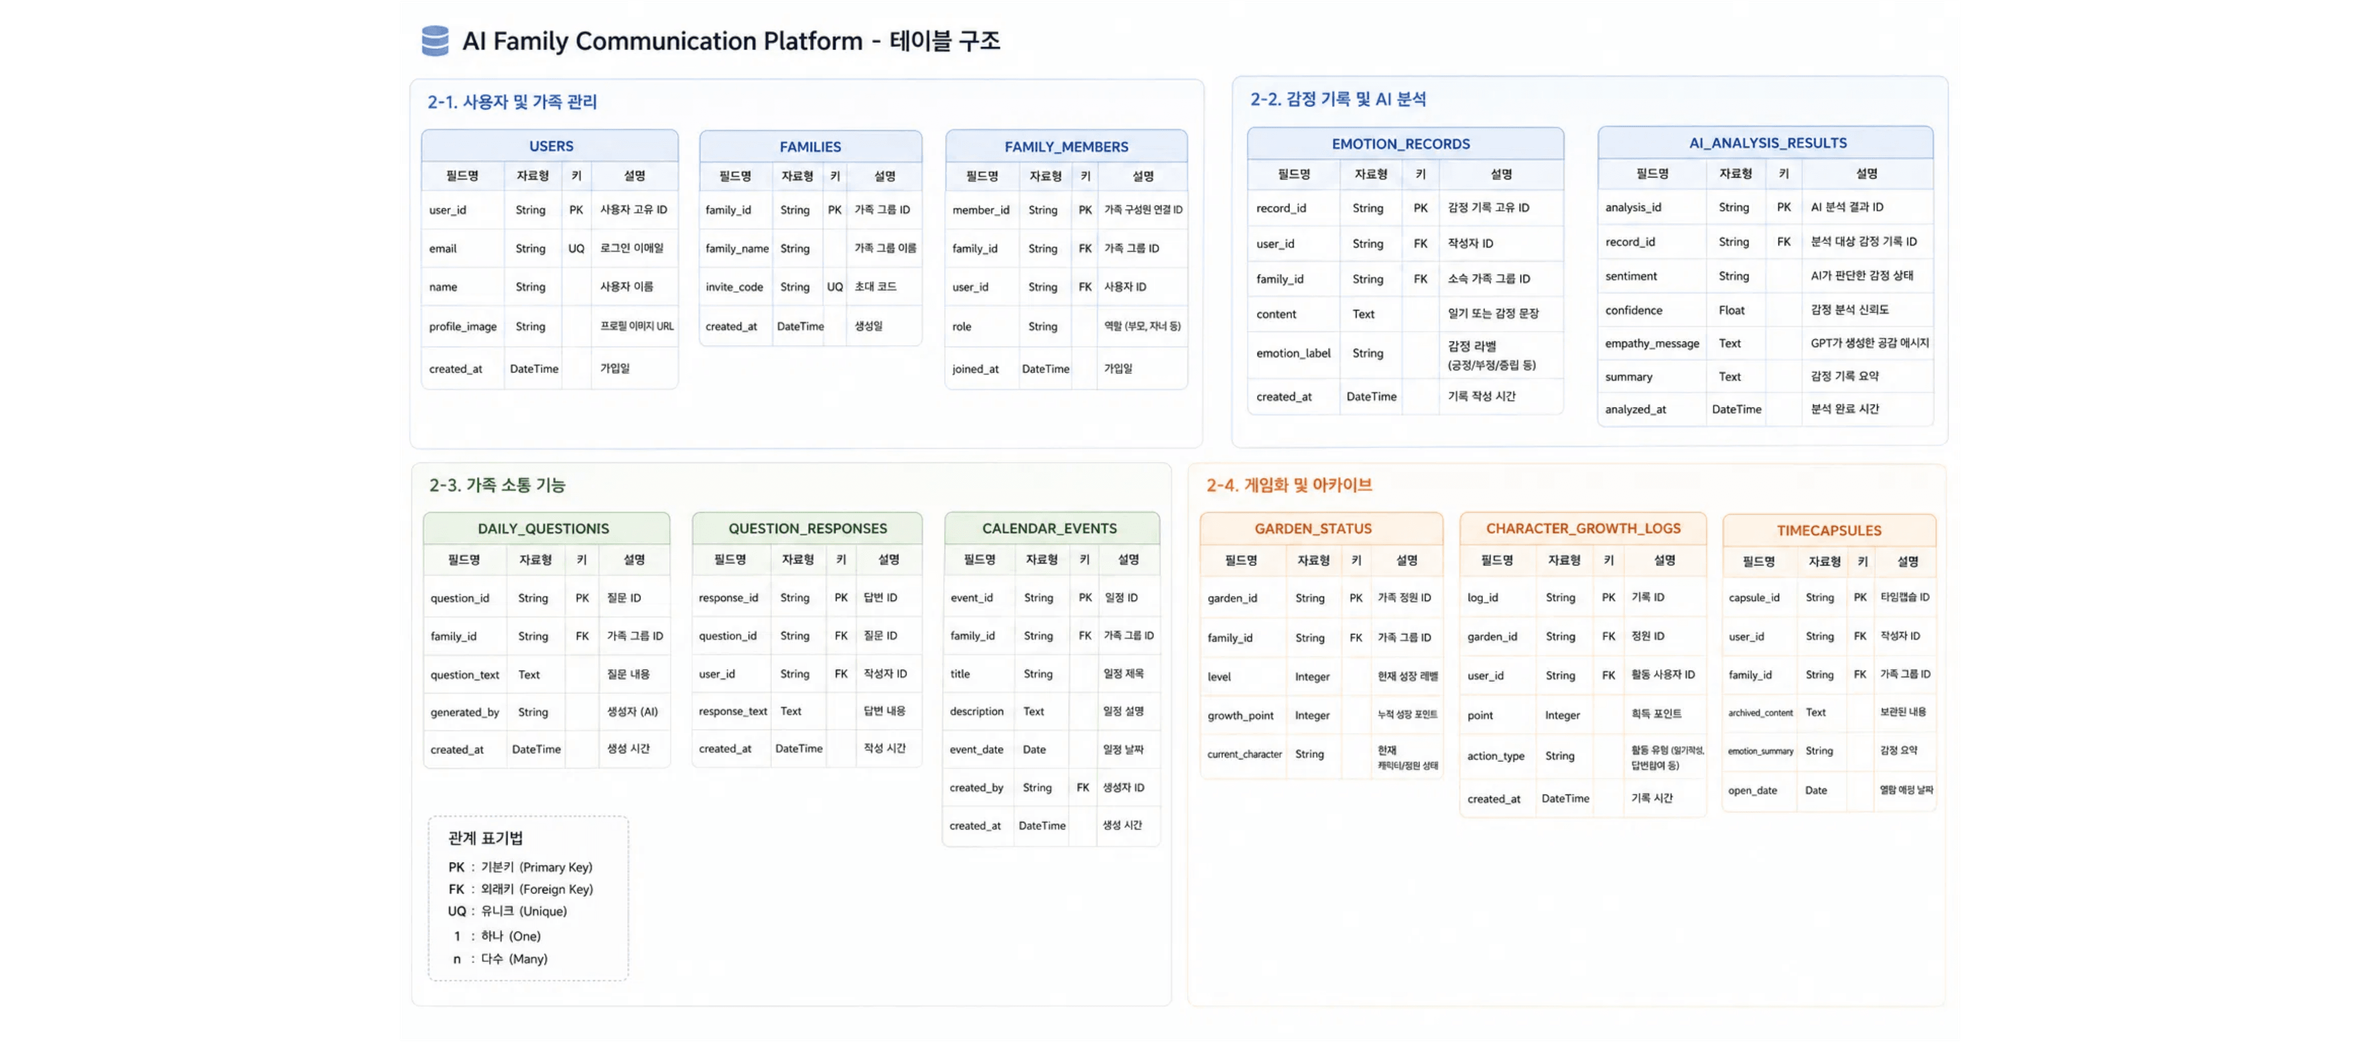 AI Family Communication Platform - 테이블 구조
2-1. 사용자 및 가족 관리
USERS
필드명 자료형 키 설명
user_id String PK 사용자 고유 ID
email String UQ 로그인 이메일
name String 사용자 이름
profile_image String 프로필 이미지 URL
created_at DateTime 가입일
FAMILIES
필드명 자료형 키 설명
family_id String PK 가족 그룹 ID
family_name String 가족 그룹 이름
invite_code String UQ 초대 코드
created_at DateTime 생성일
FAMILY_MEMBERS
필드명 자료형 키 설명
member_id String PK 가족 구성원 연결 ID
family_id String FK 가족 그룹 ID
user_id String FK 사용자 ID
role String 역할 (부모, 자녀 등)
joined_at DateTime 가입일
2-2. 감정 기록 및 AI 분석
EMOTION_RECORDS
필드명 자료형 키 설명
record_id String PK 감정 기록 고유 ID
user_id String FK 작성자 ID
family_id String FK 소속 가족 그룹 ID
content Text 일기 또는 감정 문장
emotion_label String 감정 라벨
(긍정/부정/중립 등)
created_at DateTime 기록 작성 시간
AI_ANALYSIS_RESULTS
필드명 자료형 키 설명
analysis_id String PK AI 분석 결과 ID
record_id String FK 분석 대상 감정 기록 ID
sentiment String AI가 판단한 감정 상태
confidence Float 감정 분석 신뢰도
empathy_message Text GPT가 생성한 공감 메시지
summary Text 감정 기록 요약
analyzed_at DateTime 분석 완료 시간
2-3. 가족 소통 기능
DAILY_QUESTIONIS
필드명 자료형 키 설명
question_id String PK 질문 ID
family_id String FK 가족 그룹 ID
question_text Text 질문 내용
generated_by String 생성자 (AI)
created_at DateTime 생성 시간
QUESTION_RESPONSES
필드명 자료형 키 설명
response_id String PK 답변 ID
question_id String FK 질문 ID
user_id String FK 작성자 ID
response_text Text 답변 내용
created_at DateTime 작성 시간
CALENDAR_EVENTS
필드명 자료형 키 설명
event_id String PK 일정 ID
family_id String FK 가족 그룹 ID
title String 일정 제목
description Text 일정 설명
event_date Date 일정 날짜
created_by String FK 생성자 ID
created_at DateTime 생성 시간
관계 표기법
PK : 기본키 (Primary Key)
FK : 외래키 (Foreign Key)
UQ : 유니크 (Unique)
1 : 하나 (One)
n : 다수 (Many)
2-4. 게임화 및 아카이브
GARDEN_STATUS
필드명 자료형 키 설명
garden_id String PK 가족 정원 ID
family_id String FK 가족 그룹 ID
level Integer 현재 성장 레벨
growth_point Integer 누적 성장 포인트
current_character String 현재
캐릭터/정원 상태
CHARACTER_GROWTH_LOGS
필드명 자료형 키 설명
log_id String PK 기록 ID
garden_id String FK 정원 ID
user_id String FK 활동 사용자 ID
point Integer 획득 포인트
action_type String 활동 유형 (일기작성,
답변참여 등)
created_at DateTime 기록 시간
TIMECAPSULES
필드명 자료형 키 설명
capsule_id String PK 타임캡슐 ID
user_id String FK 작성자 ID
family_id String FK 가족 그룹 ID
archived_content Text 보관된 내용
emotion_summary String 감정 요약
open_date Date 열람 예정 날짜